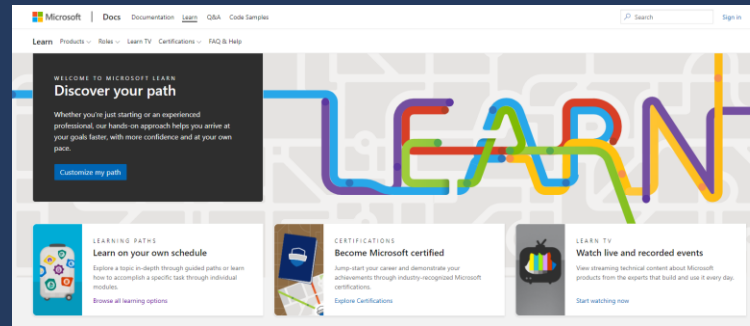 Microsoft | Docs Documentation Learn Q&A Code Samples Search Sign in
Learn Products Roles Learn TV Certifications FAQ & Help
WELCOME TO MICROSOFT LEARN
Discover your path
Whether you're just starting or an experienced
professional, our hands-on approach helps you arrive at
your goals faster, with more confidence and at your own
pace.
Customize my path
LEARN
LEARNING PATHS
Learn on your own schedule
Explore a topic in-depth through guided paths or learn
how to accomplish a specific task through individual
modules.
Browse all learning options
CERTIFICATIONS
Become Microsoft certified
Jump-start your career and demonstrate your
achievements through industry-recognized Microsoft
certifications.
Explore Certifications
LEARN TV
Watch live and recorded events
View streaming technical content about Microsoft
products from the experts that build and use it every day.
Start watching now